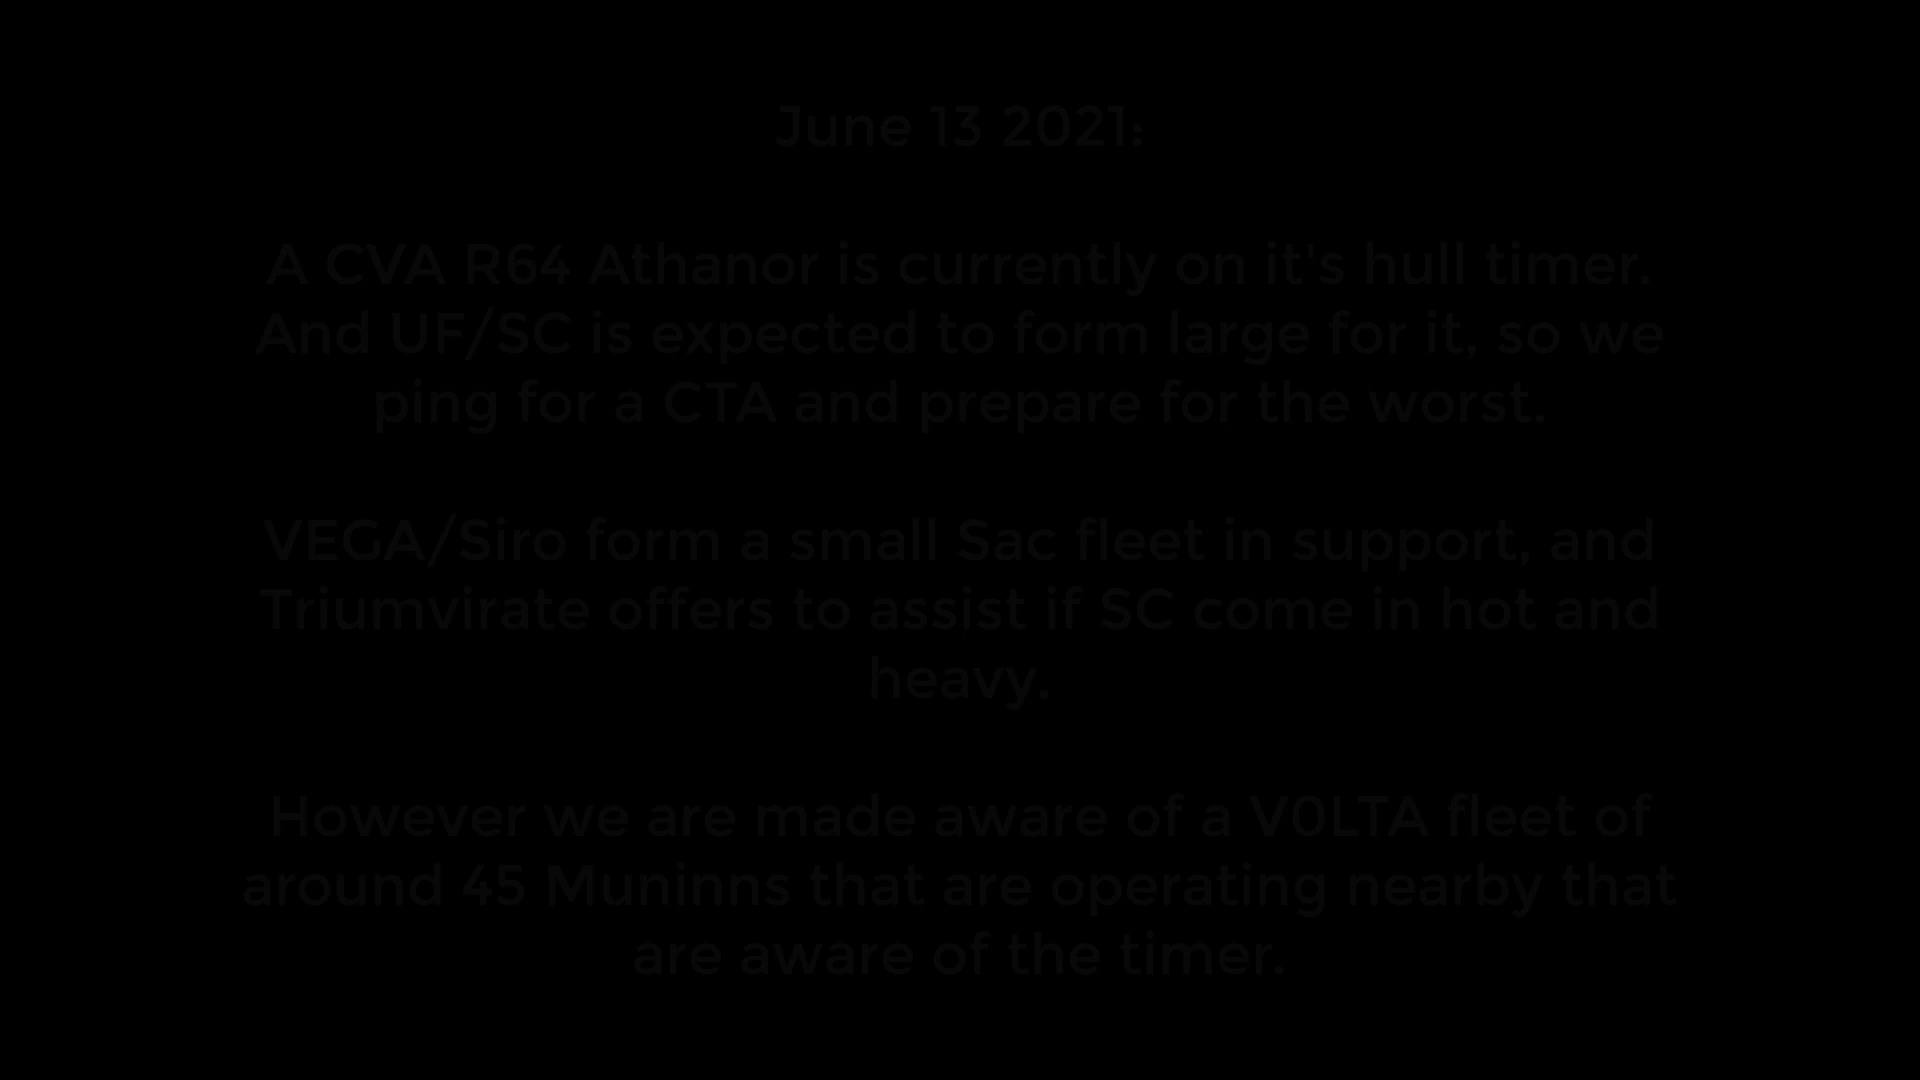 June 13 2021:
A CVA R64 Athanor is currently on it's hull timer.
And UF/SC is expected to form large for it, so we
ping for a CTA and prepare for the worst.
VEGA/Siro form a small Sac fleet in support, and
Triumvirate offers to assist if SC come in hot and
heavy.
However we are made aware of a V0LTA fleet of
around 45 Muninns that are operating nearby that
are aware of the timer.